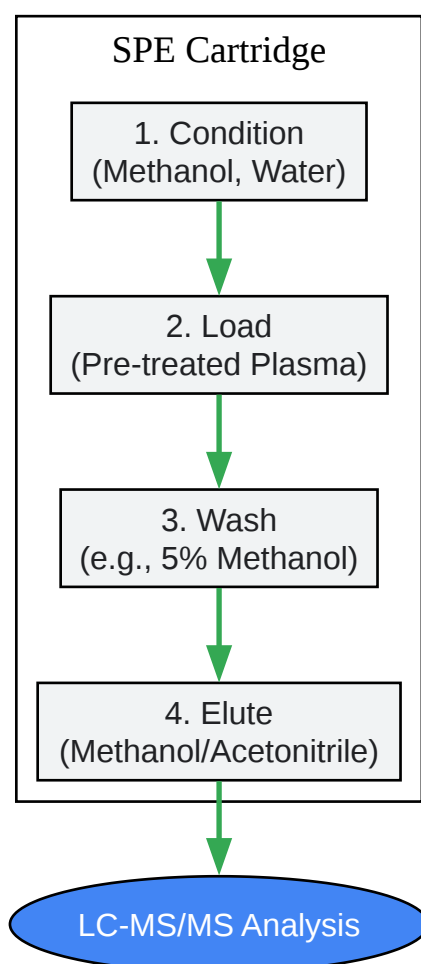 SPE Cartridge
1. Condition
(Methanol, Water)
2. Load
(Pre-treated Plasma)
3. Wash
(e.g., 5% Methanol)
4. Elute
(Methanol/Acetonitrile)
LC-MS/MS Analysis